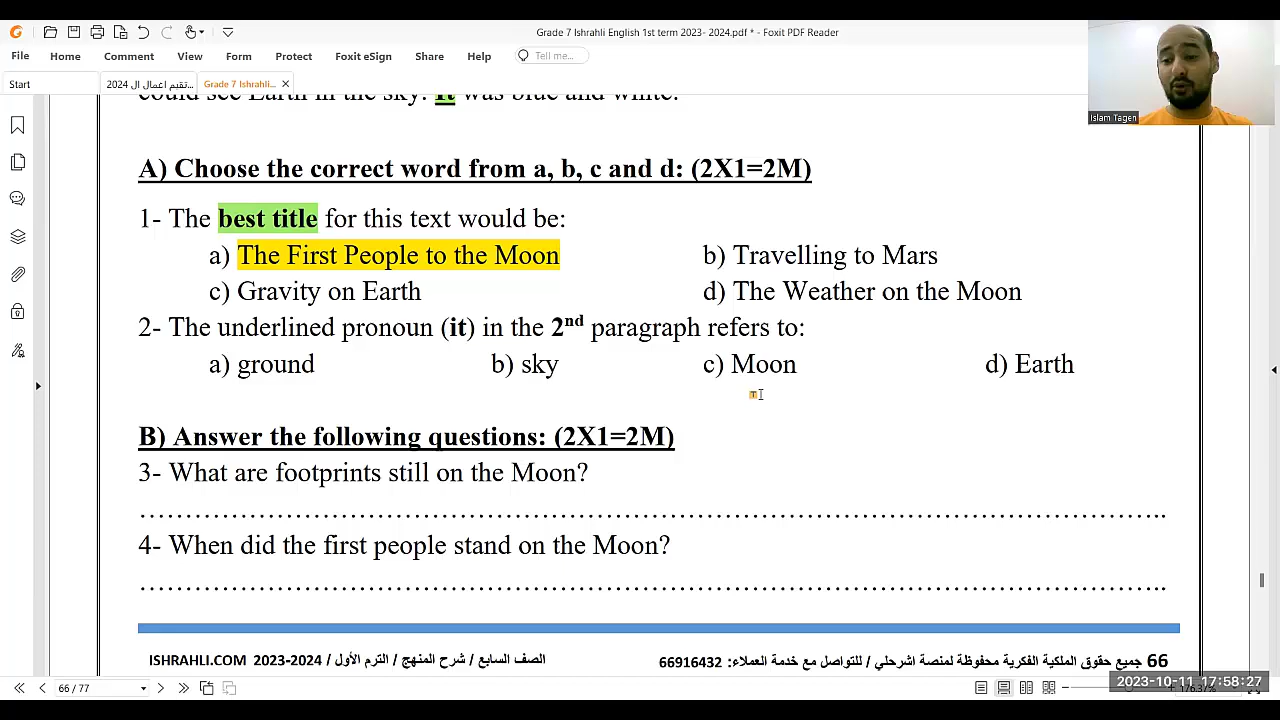 Grade 7 Ishrahli English 1st term 2023- 2024.pdf * - Foxit PDF Reader
File Home Comment View Form Protect Foxit eSign Share Help Tell me...
Start تقيم اعمال ال 2024... Grade 7 Ishrahli...
could see Earth in the sky. It was blue and white.
Islam Tagen
A) Choose the correct word from a, b, c and d: (2X1=2M)
1- The best title for this text would be:
a) The First People to the Moon b) Travelling to Mars
c) Gravity on Earth d) The Weather on the Moon
2- The underlined pronoun (it) in the 2nd paragraph refers to:
a) ground b) sky c) Moon d) Earth
B) Answer the following questions: (2X1=2M)
3- What are footprints still on the Moon?
4- When did the first people stand on the Moon?
66 جميع حقوق الملكية الفكرية محفوظة لمنصة اشرحلي / للتواصل مع خدمة العملاء: 66916432
الصف السابع / شرح المنهج / الترم الأول / 2023-2024 ISHRAHLI.COM
66 / 77
2023-10-11 17:58:27